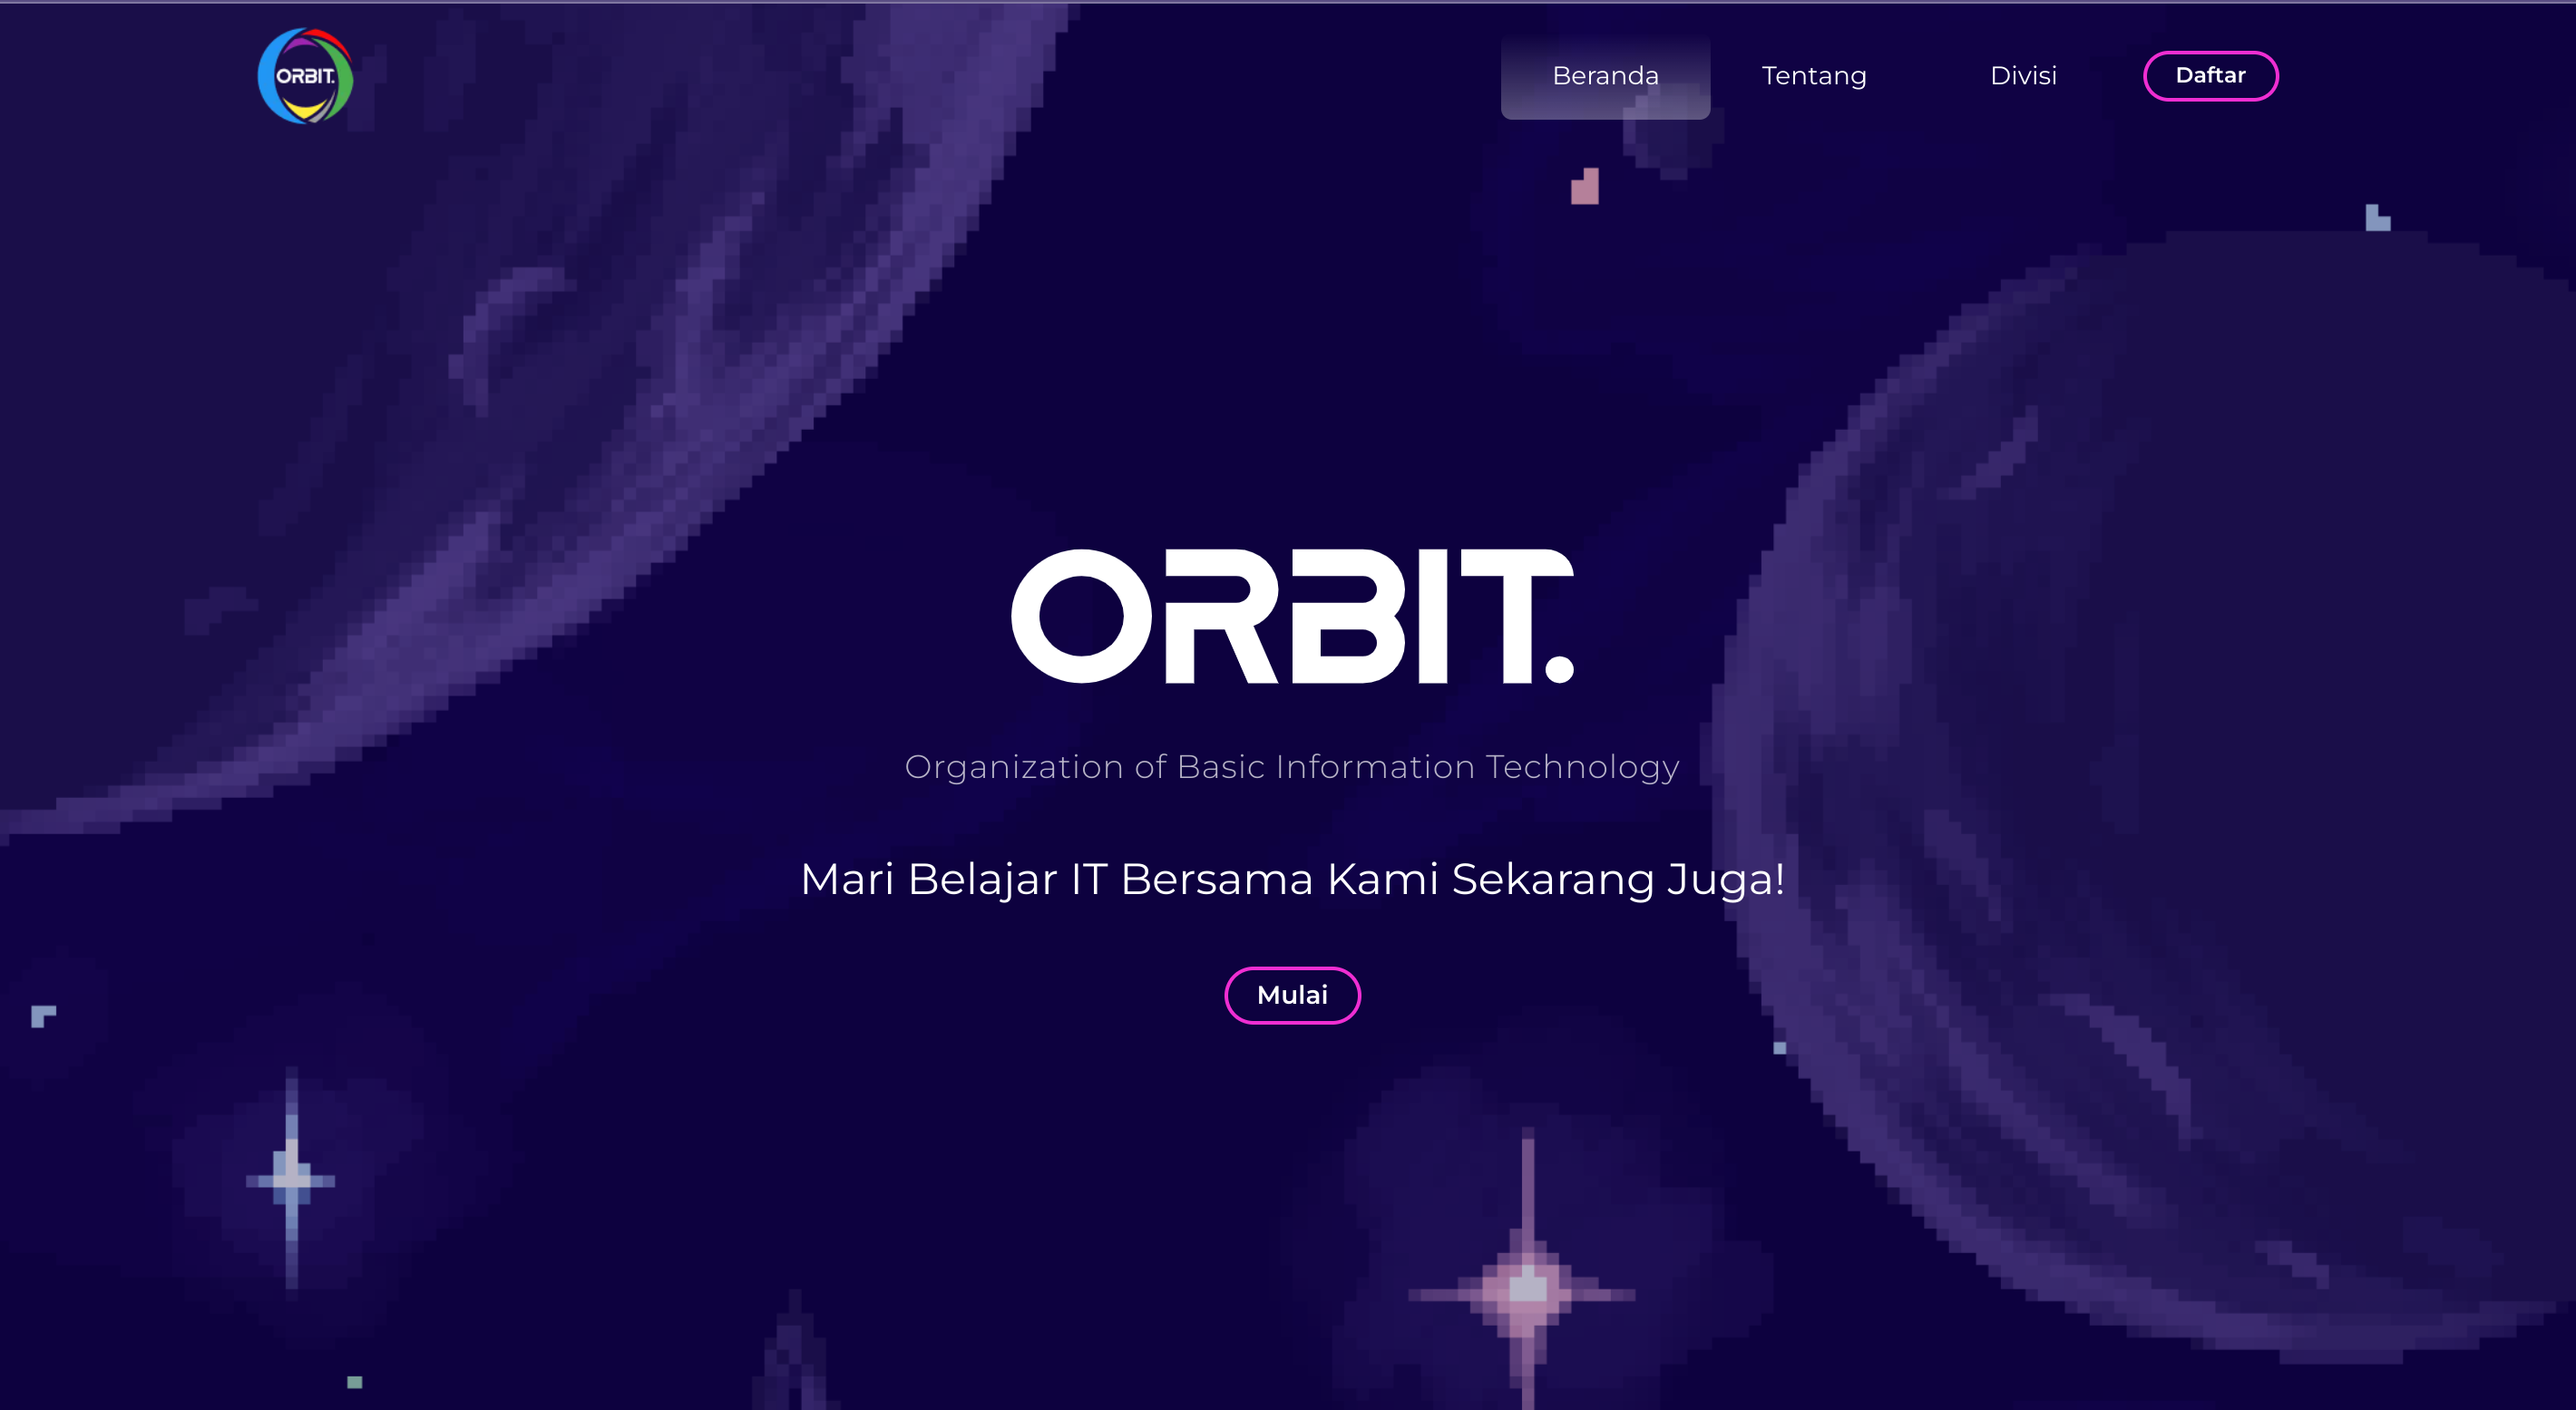 ORBIT.
Beranda
Tentang
Divisi
Daftar
ORBIT.
Organization of Basic Information Technology
Mari Belajar IT Bersama Kami Sekarang Juga!
Mulai